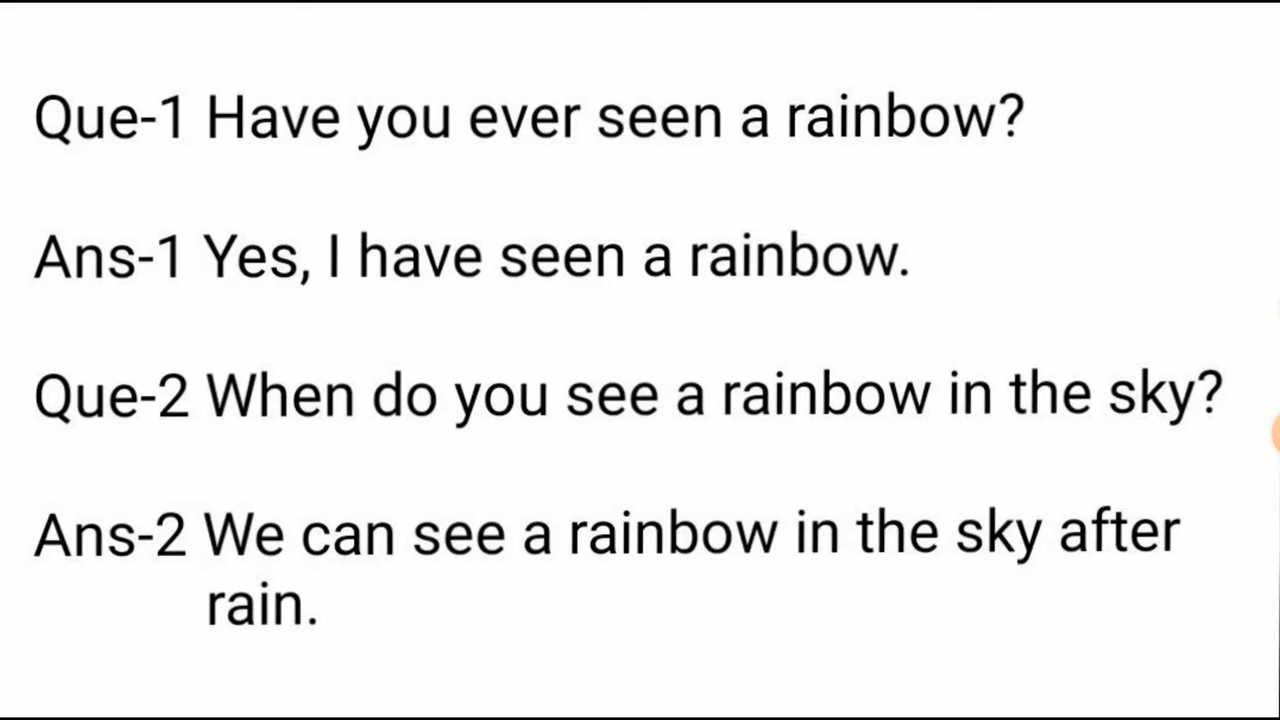 Que-1 Have you ever seen a rainbow?
Ans-1 Yes, I have seen a rainbow.
Que-2 When do you see a rainbow in the sky?
Ans-2 We can see a rainbow in the sky after
rain.